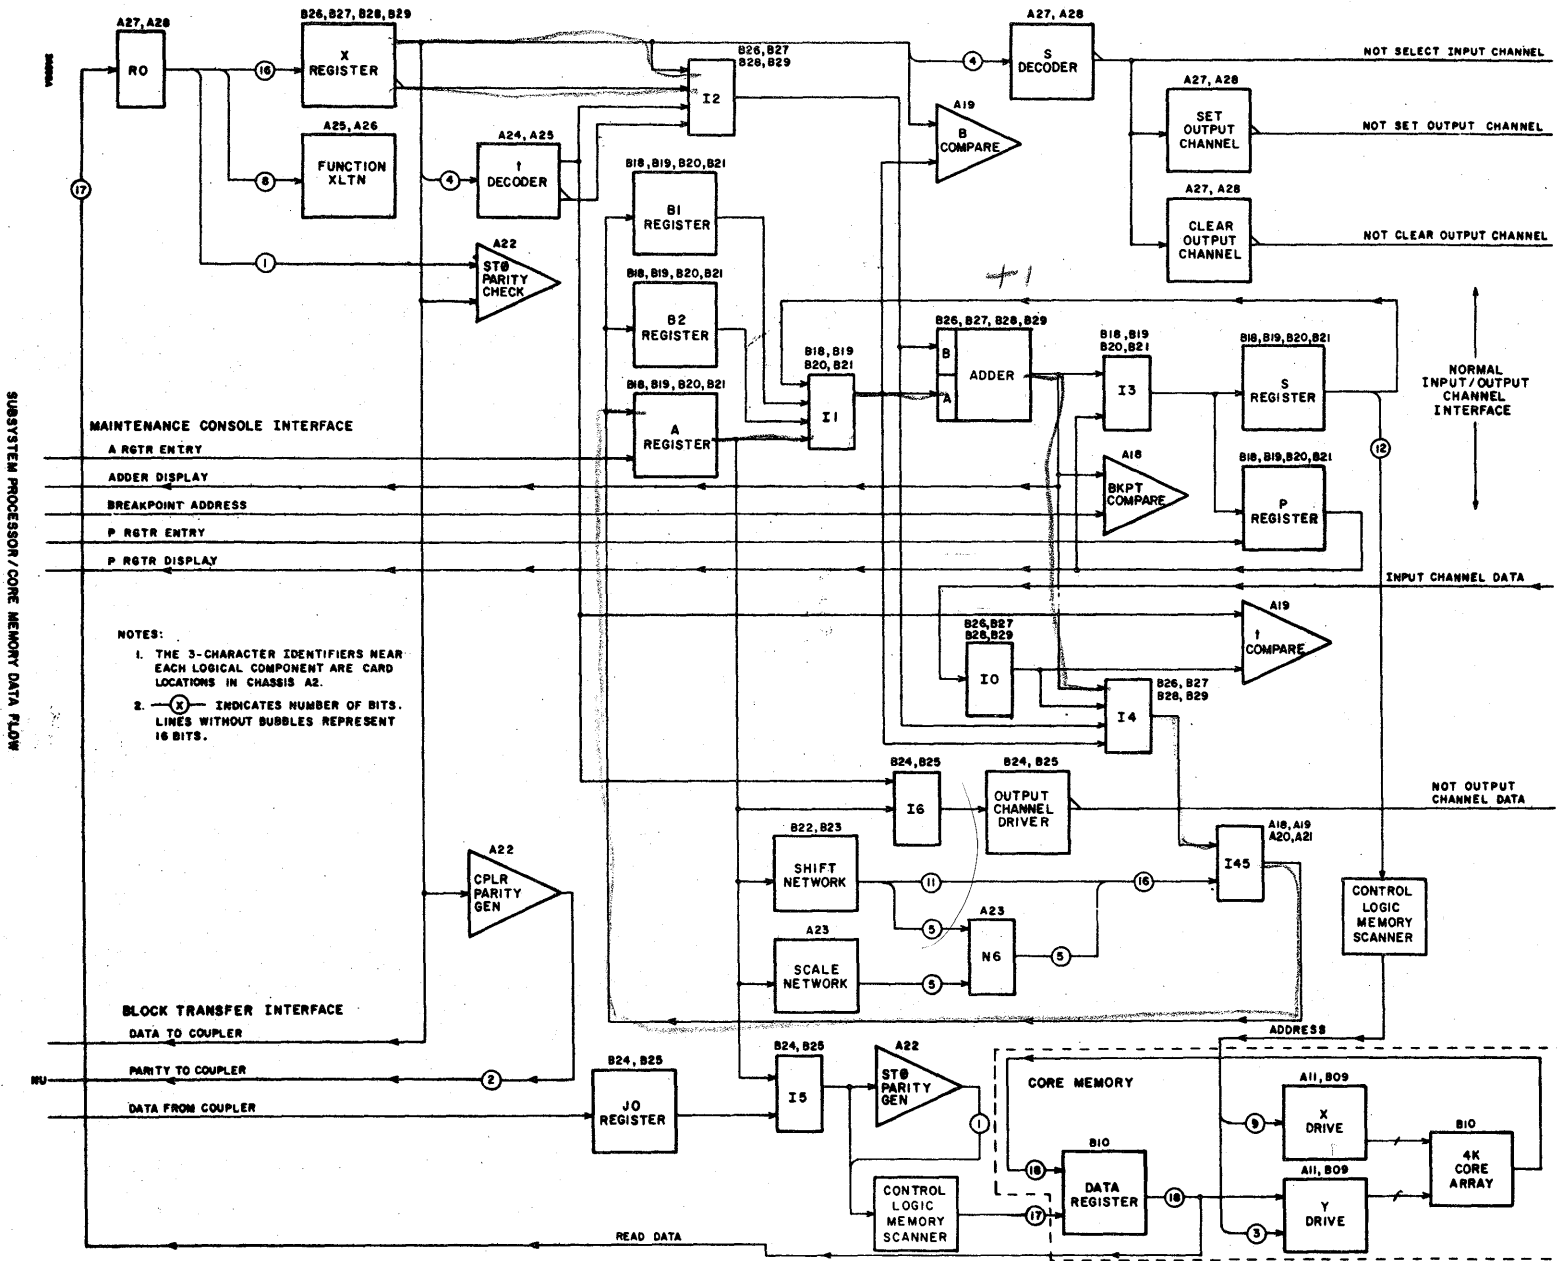 A27, A28
R0
B26, B27, B28, B29
X
REGISTER
16
A25, A26
FUNCTION
XLTN
8
17
1
A22
STØ
PARITY
CHECK
4
A24, A25
t
DECODER
B26, B27
B28, B29
I2
B18, B19, B20, B21
B1
REGISTER
B18, B19, B20, B21
B2
REGISTER
B18, B19, B20, B21
A
REGISTER
B18, B19
B20, B21
I1
A19
B
COMPARE
4
A27, A28
S
DECODER
NOT SELECT INPUT CHANNEL
A27, A28
SET
OUTPUT
CHANNEL
NOT SET OUTPUT CHANNEL
A27, A28
CLEAR
OUTPUT
CHANNEL
NOT CLEAR OUTPUT CHANNEL
+1
B26, B27, B28, B29
B
A
ADDER
B18, B19
B20, B21
I3
B18, B19, B20, B21
S
REGISTER
NORMAL
INPUT/OUTPUT
CHANNEL
INTERFACE
12
A18
BKPT
COMPARE
B18, B19, B20, B21
P
REGISTER
MAINTENANCE CONSOLE INTERFACE
A RGTR ENTRY
ADDER DISPLAY
BREAKPOINT ADDRESS
P RGTR ENTRY
P RGTR DISPLAY
INPUT CHANNEL DATA
SUBSYSTEM PROCESSOR / CORE MEMORY DATA FLOW
NOTES:
1. THE 3-CHARACTER IDENTIFIERS NEAR
EACH LOGICAL COMPONENT ARE CARD
LOCATIONS IN CHASSIS A2.
2. —(X)— INDICATES NUMBER OF BITS.
LINES WITHOUT BUBBLES REPRESENT
16 BITS.
B26, B27
B28, B29
I0
A19
t
COMPARE
B26, B27
B28, B29
I4
B24, B25
I6
B24, B25
OUTPUT
CHANNEL
DRIVER
NOT OUTPUT
CHANNEL DATA
B22, B23
SHIFT
NETWORK
11
16
A18, A19
A20, A21
I45
5
A23
N6
5
A23
SCALE
NETWORK
5
CONTROL
LOGIC
MEMORY
SCANNER
A22
CPLR
PARITY
GEN
BLOCK TRANSFER INTERFACE
DATA TO COUPLER
PARITY TO COUPLER
NU
2
DATA FROM COUPLER
B24, B25
J0
REGISTER
B24, B25
I5
A22
STØ
PARITY
GEN
1
CONTROL
LOGIC
MEMORY
SCANNER
17
ADDRESS
CORE MEMORY
18
B10
DATA
REGISTER
18
9
A11, B09
X
DRIVE
3
A11, B09
Y
DRIVE
B10
4K
CORE
ARRAY
READ DATA